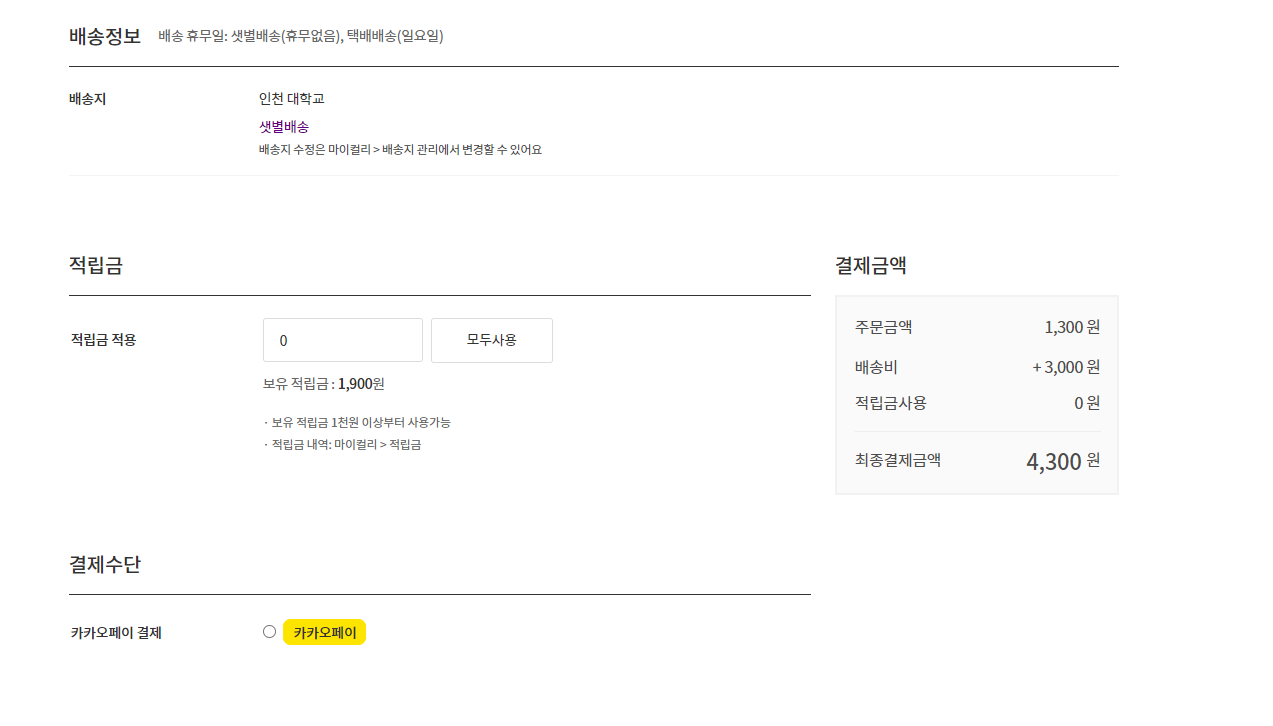 배송정보 배송 휴무일: 샛별배송(휴무없음), 택배배송(일요일)
배송지 인천 대학교
샛별배송
배송지 수정은 마이컬리 > 배송지 관리에서 변경할 수 있어요
적립금
적립금 적용 0 모두사용
보유 적립금 : 1,900원
· 보유 적립금 1천원 이상부터 사용가능
· 적립금 내역: 마이컬리 > 적립금
결제금액
주문금액 1,300 원
배송비 + 3,000 원
적립금사용 0 원
최종결제금액 4,300 원
결제수단
카카오페이 결제 카카오페이